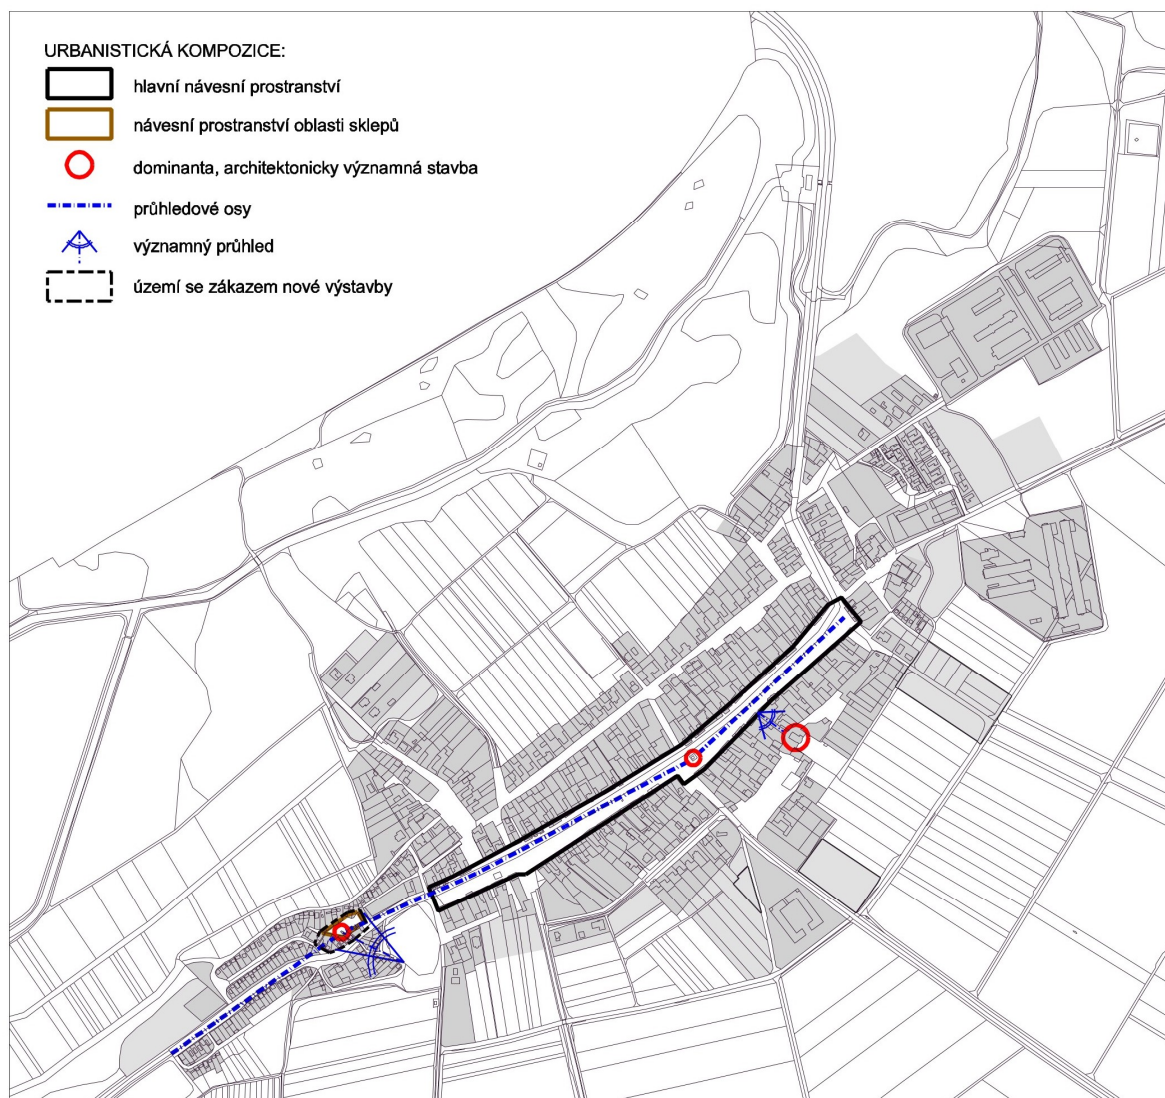 URBANISTICKÁ KOMPOZICE:
hlavní návesní prostranství
návesní prostranství oblasti sklepů
dominanta, architektonicky významná stavba
průhledové osy
významný průhled
území se zákazem nové výstavby